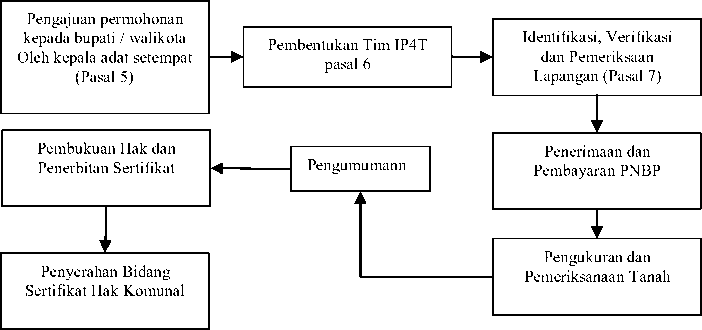 Pengajuan permohonan
kepada bupati / walikota
Oleh kepala adat setempat
(Pasal 5)
Pembentukan Tim IP4T
pasal 6
Identifikasi, Verifikasi
dan Pemeriksaan
Lapangan (Pasal 7)
Penerimaan dan
Pembayaran PNBP
Pengukuran dan
Pemeriksanaan Tanah
Pengumumann
Pembukuan Hak dan
Penerbitan Sertifikat
Penyerahan Bidang
Sertifikat Hak Komunal